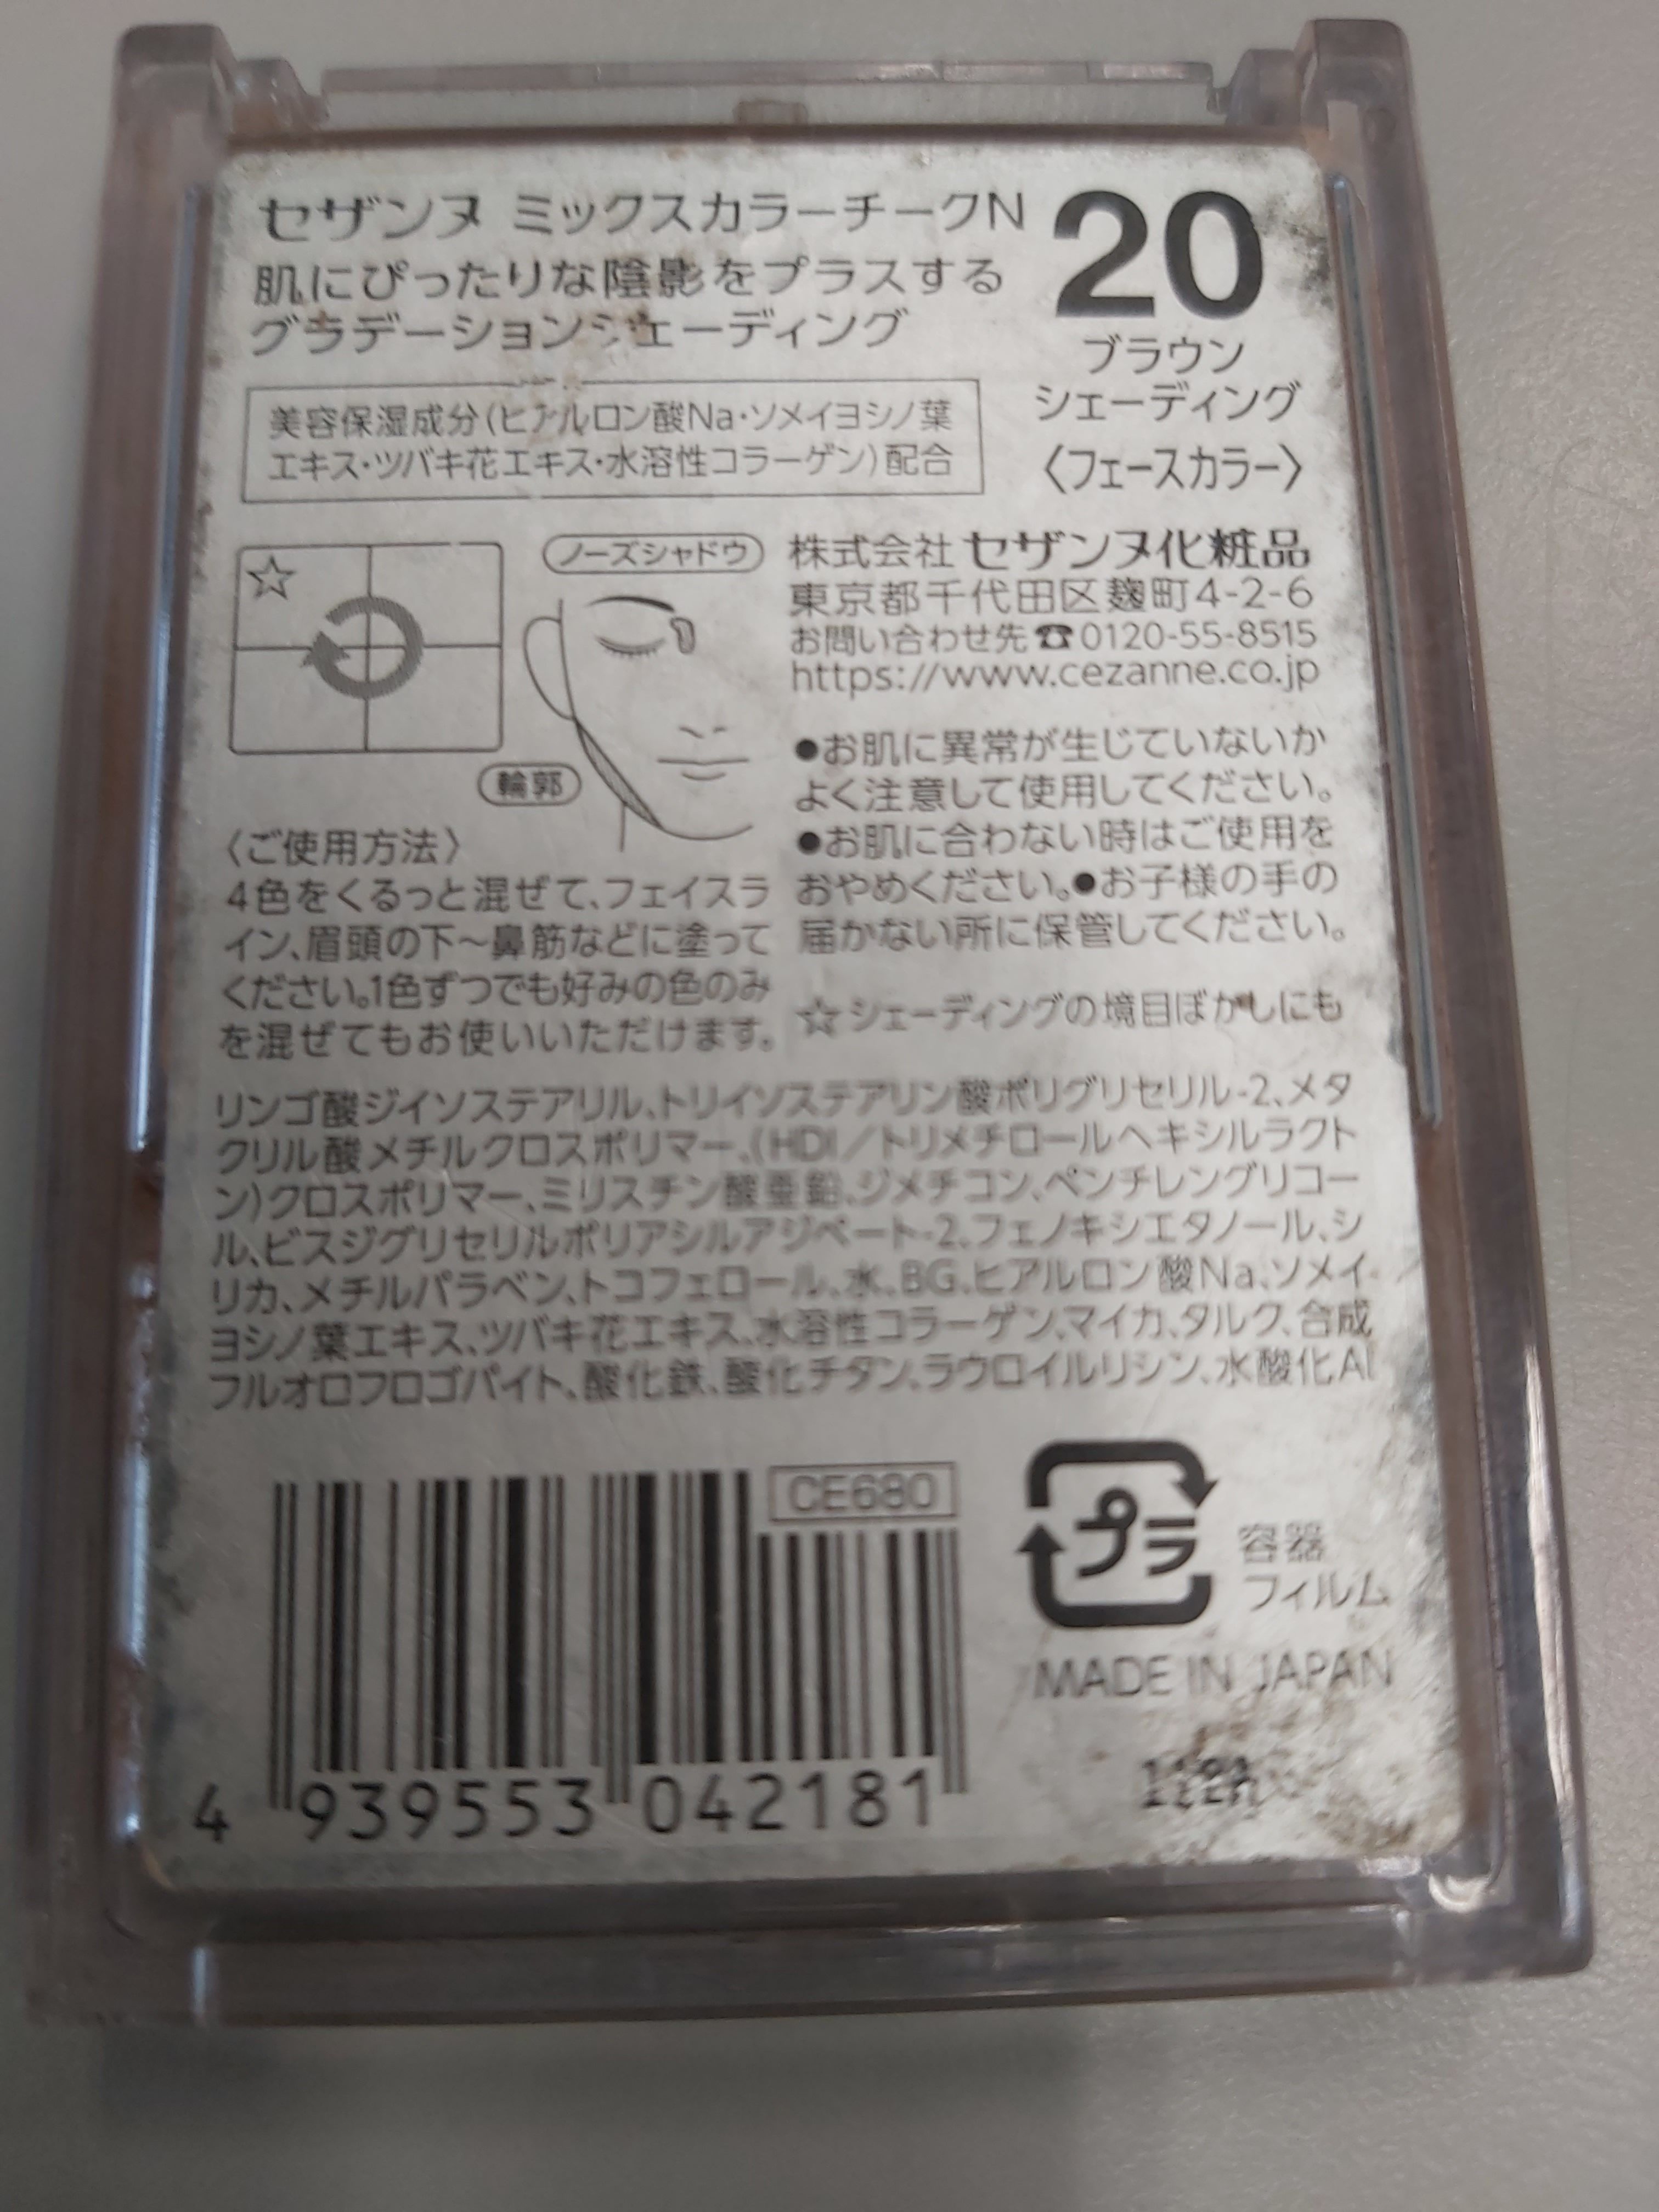 セザンヌ ミックスカラーチークN
肌にぴったりな陰影をプラスする
グラデーションシェーディング
20
ブラウン
シェーディング
〈フェースカラー〉
美容保湿成分(ヒアルロン酸Na・ソメイヨシノ葉
エキス・ツバキ花エキス・水溶性コラーゲン)配合
☆
ノーズシャドウ
輪郭
〈ご使用方法〉
4色をくるっと混ぜて、フェイスラ
イン、眉頭の下〜鼻筋などに塗って
ください。1色ずつでも好みの色のみ
を混ぜてもお使いいただけます。
株式会社 セザンヌ化粧品
東京都千代田区麹町4-2-6
お問い合わせ先☎0120-55-8515
https://www.cezanne.co.jp
●お肌に異常が生じていないか
よく注意して使用してください。
●お肌に合わない時はご使用を
おやめください。●お子様の手の
届かない所に保管してください。
☆シェーディングの境目ぼかしにも
リンゴ酸ジイソステアリル、トリイソステアリン酸ポリグリセリル-2、メタ
クリル酸メチルクロスポリマー、(HDI/トリメチロールヘキシルラクト
ン)クロスポリマー、ミリスチン酸亜鉛、ジメチコン、ペンチレングリコー
ル、ビスジグリセリルポリアシルアジペート-2、フェノキシエタノール、シ
リカ、メチルパラベン、トコフェロール、水、BG、ヒアルロン酸Na、ソメイ
ヨシノ葉エキス、ツバキ花エキス、水溶性コラーゲン、マイカ、タルク、合成
フルオロフロゴパイト、酸化鉄、酸化チタン、ラウロイルリシン、水酸化Al
CE680
4 939553 042181
プラ
容器
フィルム
MADE IN JAPAN